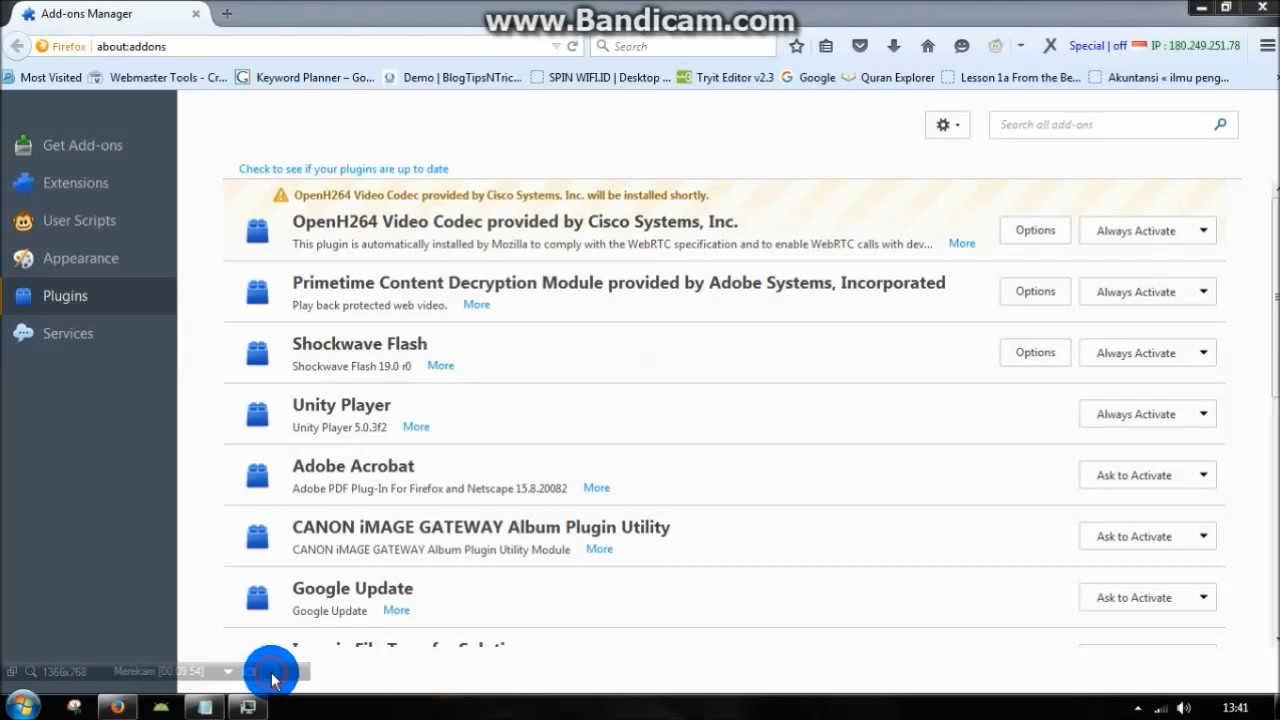 Add-ons Manager
www.Bandicam.com
Firefox about:addons
Search
Special | off IP : 180.249.251.78
Most Visited Webmaster Tools - Cr... Keyword Planner – Go... Demo | BlogTipsNTric... SPIN WIFI.ID | Desktop ... Tryit Editor v2.3 Google Quran Explorer Lesson 1a From the Be... Akuntansi « ilmu peng...
Search all add-ons
Get Add-ons
Extensions
User Scripts
Appearance
Plugins
Services
Check to see if your plugins are up to date
OpenH264 Video Codec provided by Cisco Systems, Inc. will be installed shortly.
OpenH264 Video Codec provided by Cisco Systems, Inc.
This plugin is automatically installed by Mozilla to comply with the WebRTC specification and to enable WebRTC calls with dev... More
Options Always Activate
Primetime Content Decryption Module provided by Adobe Systems, Incorporated
Play back protected web video. More
Options Always Activate
Shockwave Flash
Shockwave Flash 19.0 r0 More
Options Always Activate
Unity Player
Unity Player 5.0.3f2 More
Always Activate
Adobe Acrobat
Adobe PDF Plug-In For Firefox and Netscape 15.8.20082 More
Ask to Activate
CANON iMAGE GATEWAY Album Plugin Utility
CANON iMAGE GATEWAY Album Plugin Utility Module More
Ask to Activate
Google Update
Google Update More
Ask to Activate
1366x768 Merekam [00:09:54]
13:41